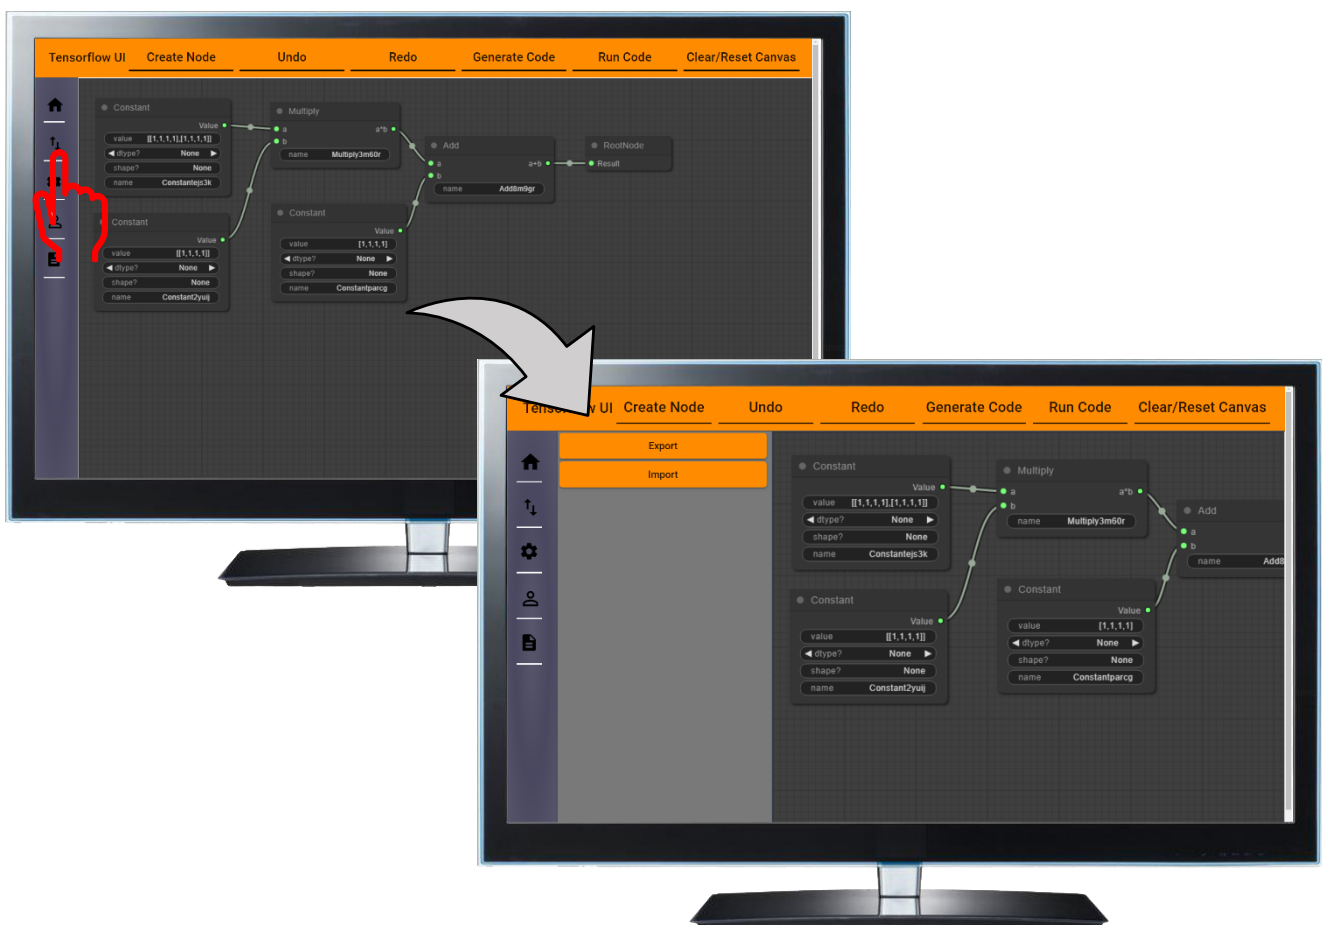 Tensorflow UI Create Node Undo Redo Generate Code Run Code Clear/Reset Canvas
Constant
Value
value [[1,1,1,1],[1,1,1,1]]
dtype? None
shape? None
name Constantejs3k
Multiply
a a*b
b
name Multiply3m60r
Add
a a+b
b
name Add8m9gr
RootNode
Result
Constant
Value
value [[1,1,1,1]]
dtype? None
shape? None
name Constant2yuij
Constant
Value
value [1,1,1,1]
dtype? None
shape? None
name Constantparcg
UI Create Node Undo Redo Generate Code Run Code Clear/Reset Canvas
Export
Import
Constant
Value
value [[1,1,1,1],[1,1,1,1]]
dtype? None
shape? None
name Constantejs3k
Multiply
a a*b
b
name Multiply3m60r
Add
a
b
name Add8
Constant
Value
value [[1,1,1,1]]
dtype? None
shape? None
name Constant2yuij
Constant
Value
value [1,1,1,1]
dtype? None
shape? None
name Constantparcg